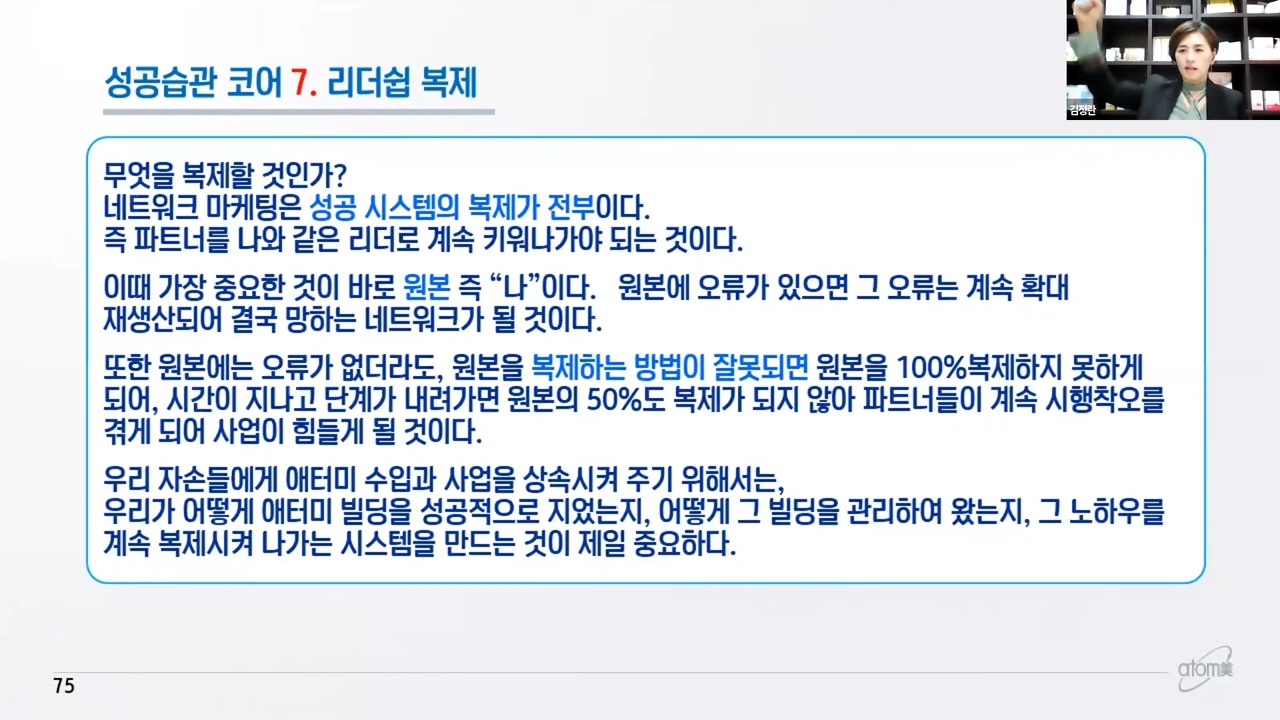 성공습관 코어 7. 리더쉽 복제
김정란
무엇을 복제할 것인가?
네트워크 마케팅은 성공 시스템의 복제가 전부이다.
즉 파트너를 나와 같은 리더로 계속 키워나가야 되는 것이다.
이때 가장 중요한 것이 바로 원본 즉 “나”이다. 원본에 오류가 있으면 그 오류는 계속 확대
재생산되어 결국 망하는 네트워크가 될 것이다.
또한 원본에는 오류가 없더라도, 원본을 복제하는 방법이 잘못되면 원본을 100%복제하지 못하게
되어, 시간이 지나고 단계가 내려가면 원본의 50%도 복제가 되지 않아 파트너들이 계속 시행착오를
겪게 되어 사업이 힘들게 될 것이다.
우리 자손들에게 애터미 수입과 사업을 상속시켜 주기 위해서는,
우리가 어떻게 애터미 빌딩을 성공적으로 지었는지, 어떻게 그 빌딩을 관리하여 왔는지, 그 노하우를
계속 복제시켜 나가는 시스템을 만드는 것이 제일 중요하다.
75
atom美